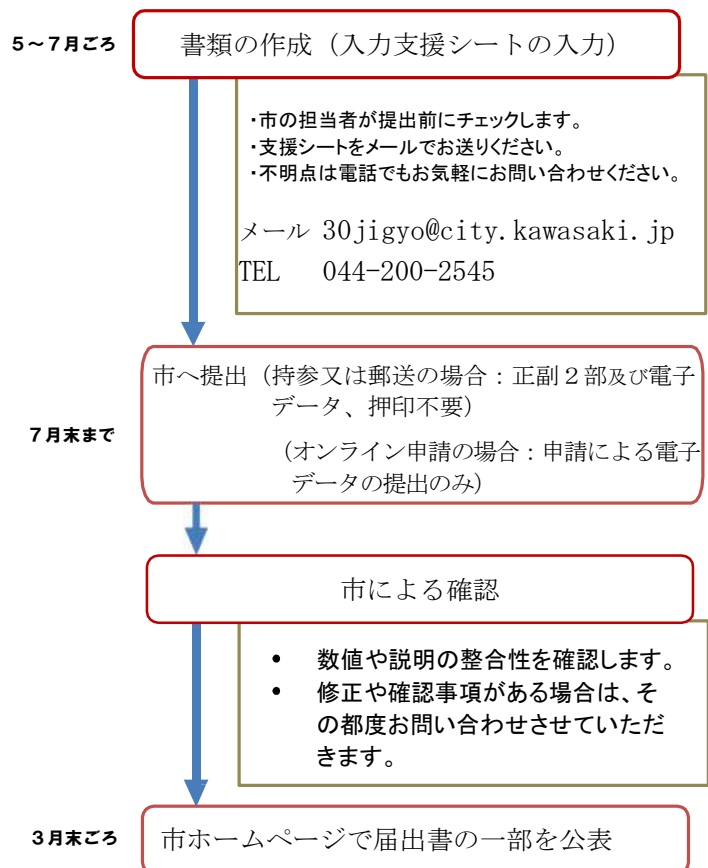 5～7月ごろ
書類の作成（入力支援シートの入力）
・市の担当者が提出前にチェックします。
・支援シートをメールでお送りください。
・不明点は電話でもお気軽にお問い合わせください。
メール 30jigyo@city.kawasaki.jp
TEL 044-200-2545
市へ提出（持参又は郵送の場合：正副２部及び電子
データ、押印不要）
7月末まで
（オンライン申請の場合：申請による電子
データの提出のみ）
市による確認
• 数値や説明の整合性を確認します。
• 修正や確認事項がある場合は、そ
の都度お問い合わせさせていただ
きます。
3月末ごろ
市ホームページで届出書の一部を公表